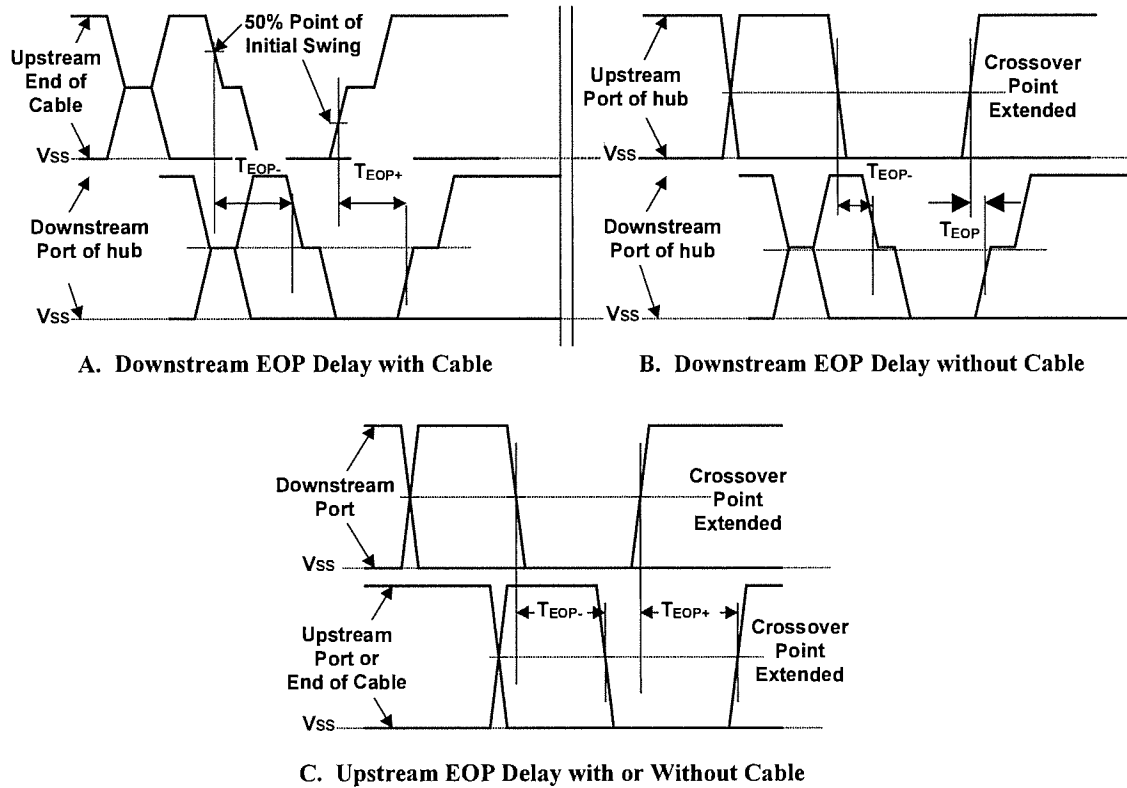 50% Point of
Initial Swing
Upstream
End of
Cable
VSS
TEOP-
TEOP+
Downstream
Port of hub
VSS
A. Downstream EOP Delay with Cable
Upstream
Port of hub
Crossover
Point
Extended
VSS
TEOP-
TEOP
Downstream
Port of hub
VSS
B. Downstream EOP Delay without Cable
Downstream
Port
Crossover
Point
Extended
VSS
TEOP-
TEOP+
Upstream
Port or
End of Cable
Crossover
Point
Extended
VSS
C. Upstream EOP Delay with or Without Cable